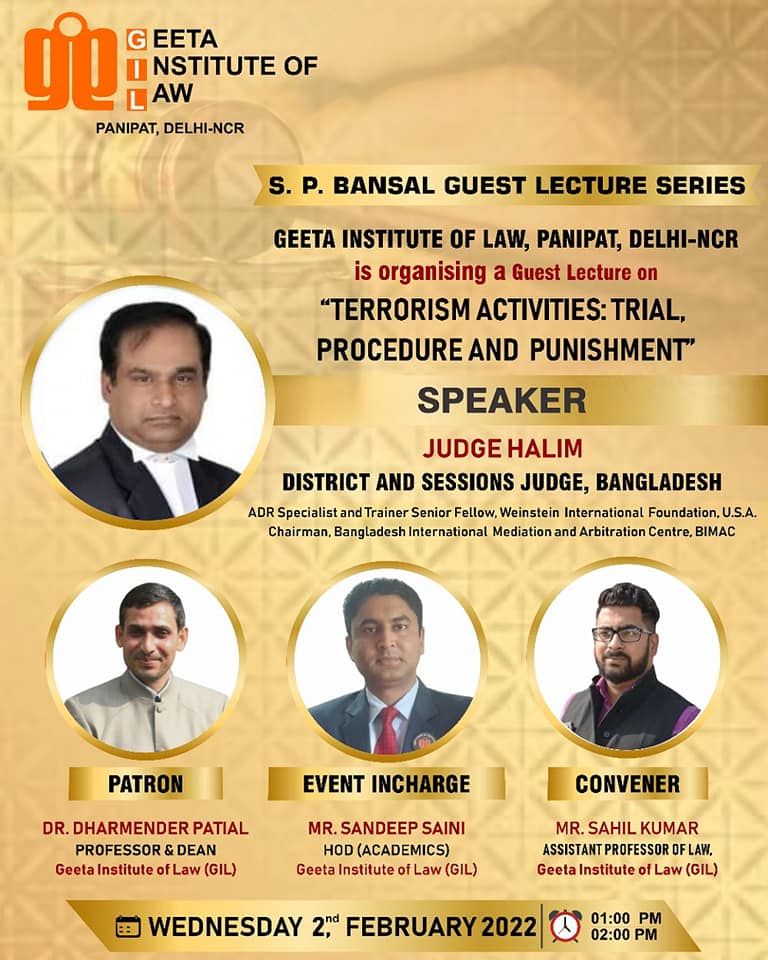 GEETA
INSTITUTE OF
LAW
PANIPAT, DELHI-NCR
S. P. BANSAL GUEST LECTURE SERIES
GEETA INSTITUTE OF LAW, PANIPAT, DELHI-NCR
is organising a Guest Lecture on
“TERRORISM ACTIVITIES: TRIAL,
PROCEDURE AND PUNISHMENT”
SPEAKER
JUDGE HALIM
DISTRICT AND SESSIONS JUDGE, BANGLADESH
ADR Specialist and Trainer Senior Fellow, Weinstein International Foundation, U.S.A.
Chairman, Bangladesh International Mediation and Arbitration Centre, BIMAC
PATRON
DR. DHARMENDER PATIAL
PROFESSOR & DEAN
Geeta Institute of Law (GIL)
EVENT INCHARGE
MR. SANDEEP SAINI
HOD (ACADEMICS)
Geeta Institute of Law (GIL)
CONVENER
MR. SAHIL KUMAR
ASSISTANT PROFESSOR OF LAW,
Geeta Institute of Law (GIL)
WEDNESDAY 2,nd FEBRUARY 2022
01:00 PM
02:00 PM